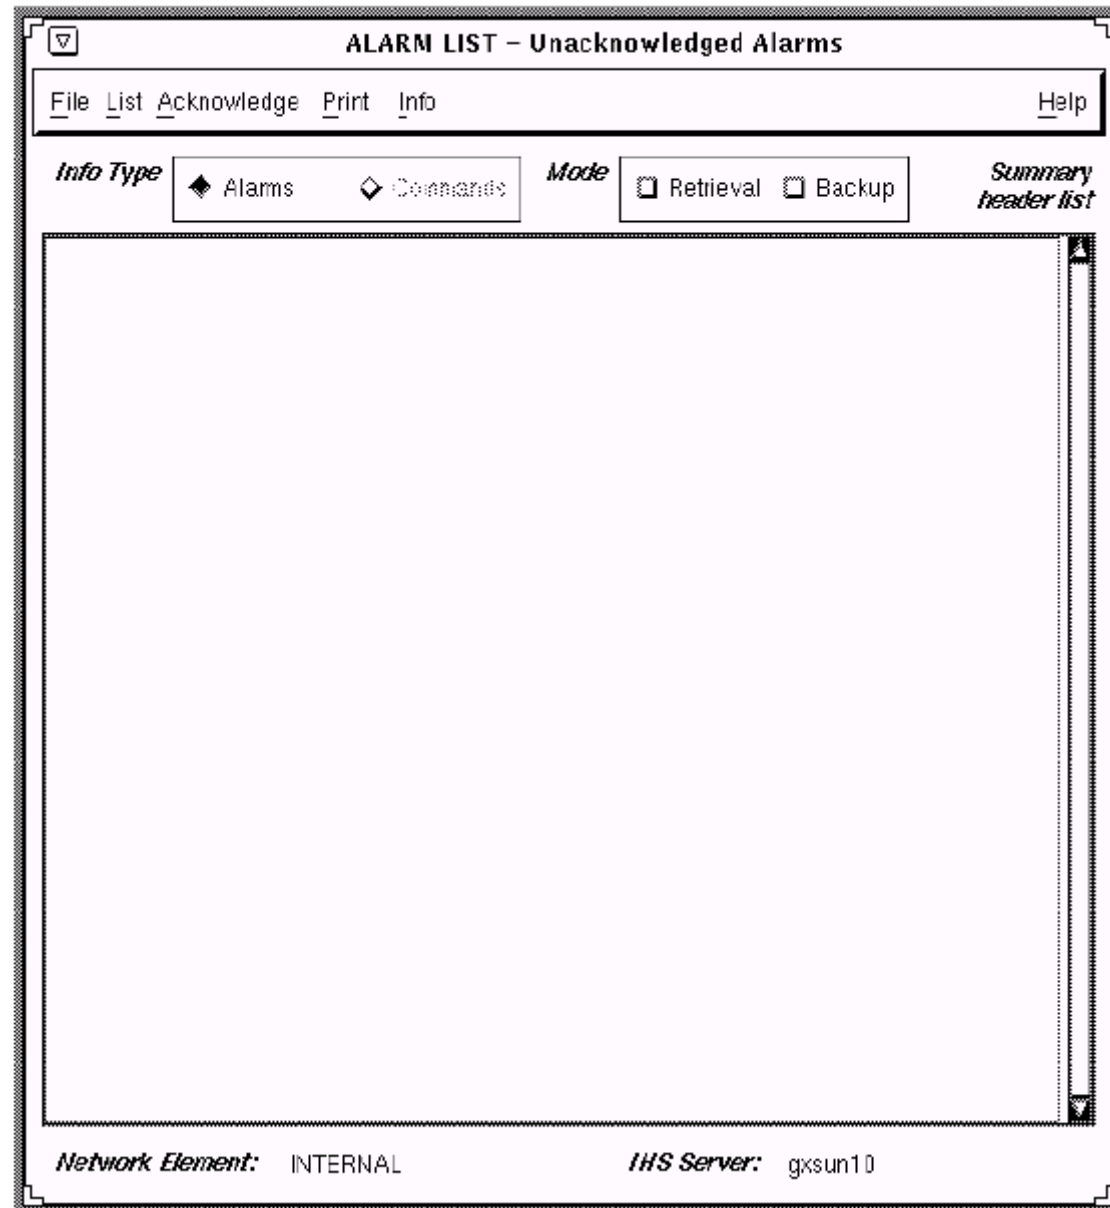 ALARM LIST – Unacknowledged Alarms
File List Acknowledge Print Info Help
Info Type Alarms Commands Mode Retrieval Backup Summary
header list
Network Element: INTERNAL IHS Server: gxsun10